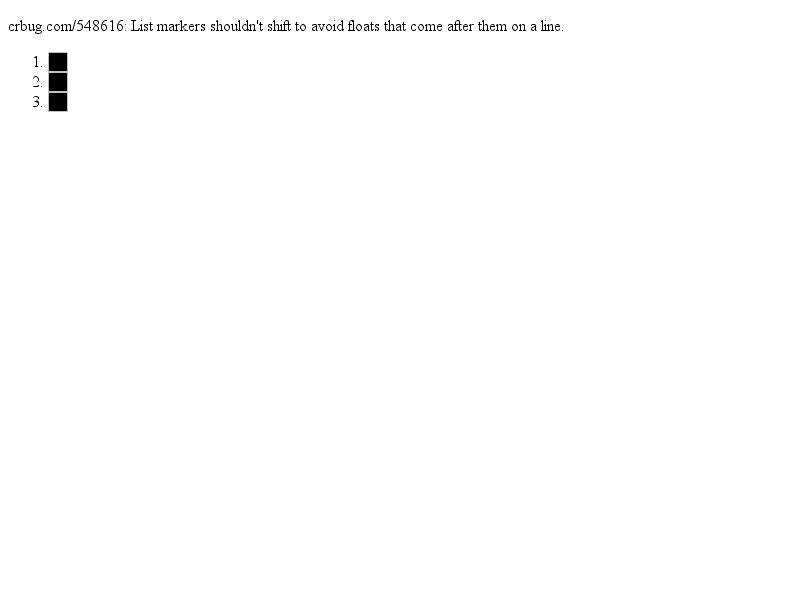 crbug.com/548616: List markers shouldn't shift to avoid floats that come after them on a line.
1.
2.
3.